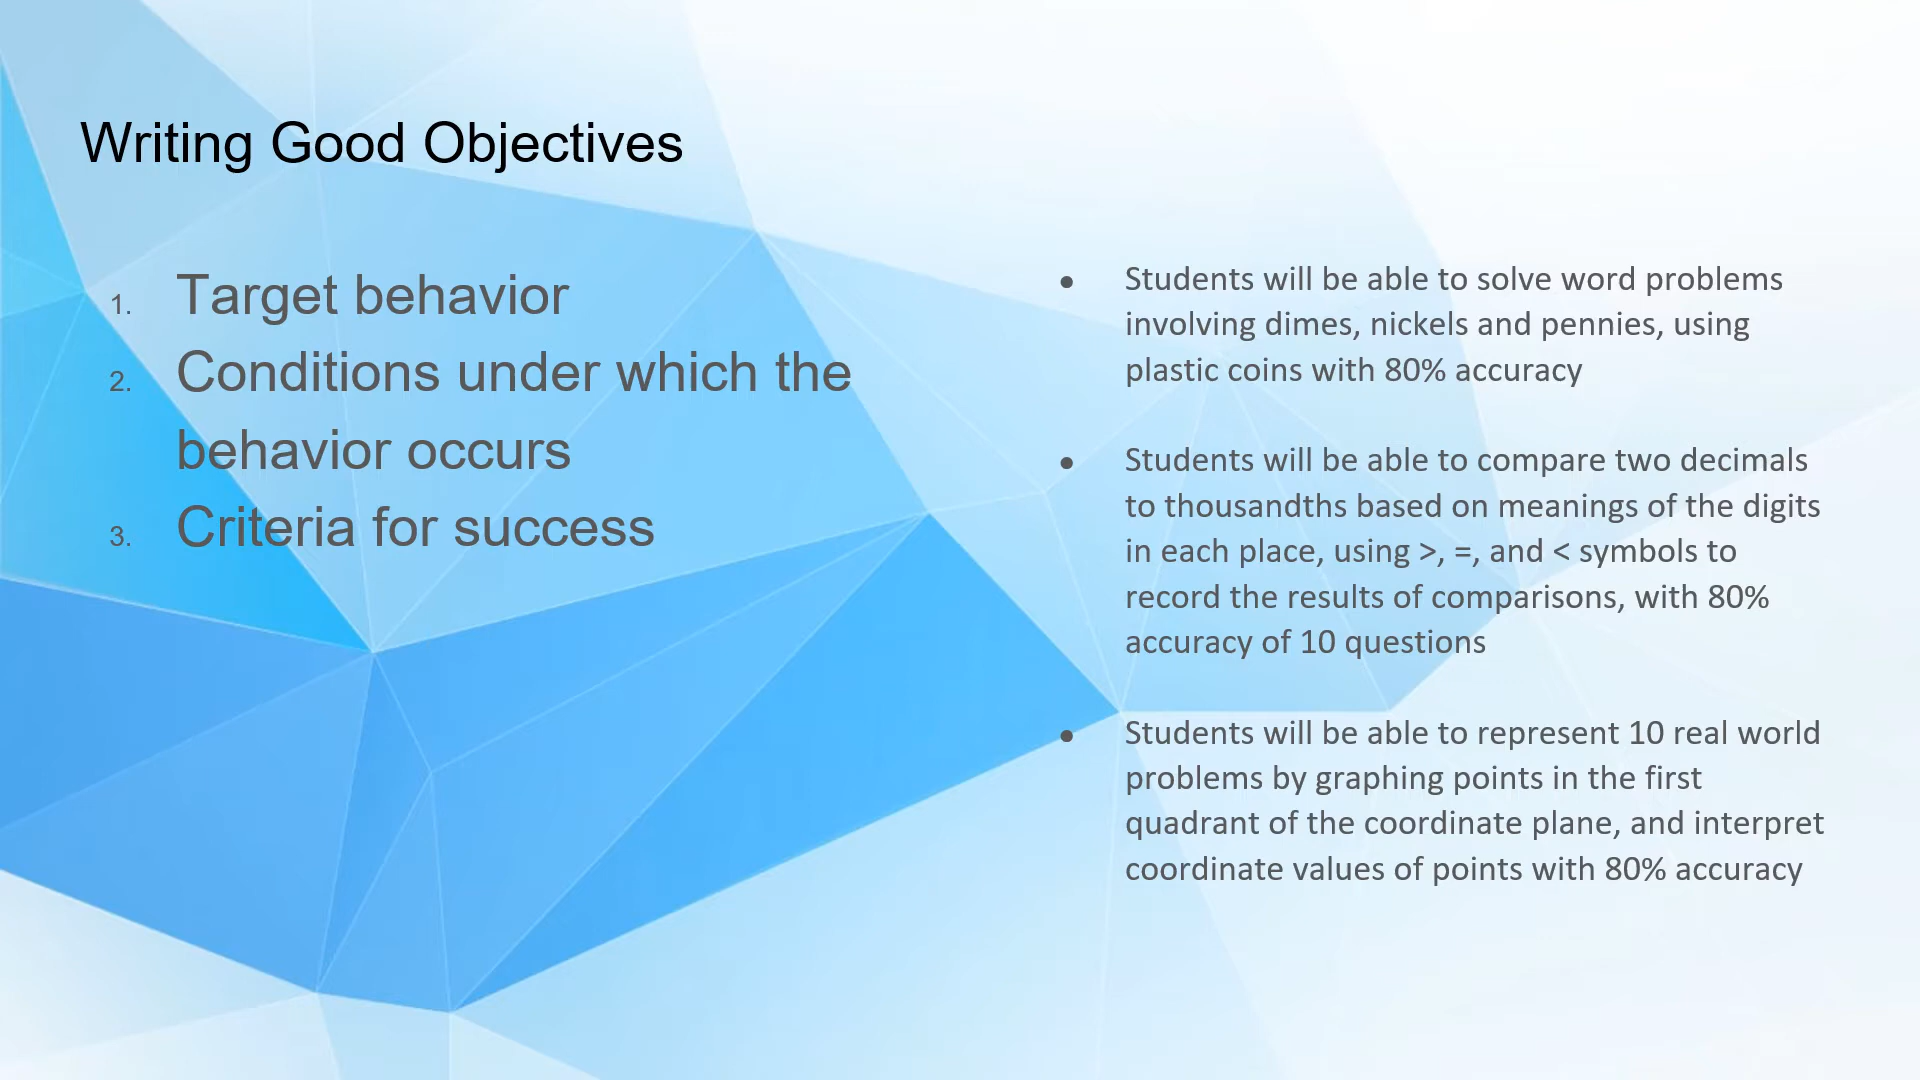 Writing Good Objectives
1. Target behavior
2. Conditions under which the
behavior occurs
3. Criteria for success
● Students will be able to solve word problems
involving dimes, nickels and pennies, using
plastic coins with 80% accuracy
● Students will be able to compare two decimals
to thousandths based on meanings of the digits
in each place, using >, =, and < symbols to
record the results of comparisons, with 80%
accuracy of 10 questions
● Students will be able to represent 10 real world
problems by graphing points in the first
quadrant of the coordinate plane, and interpret
coordinate values of points with 80% accuracy